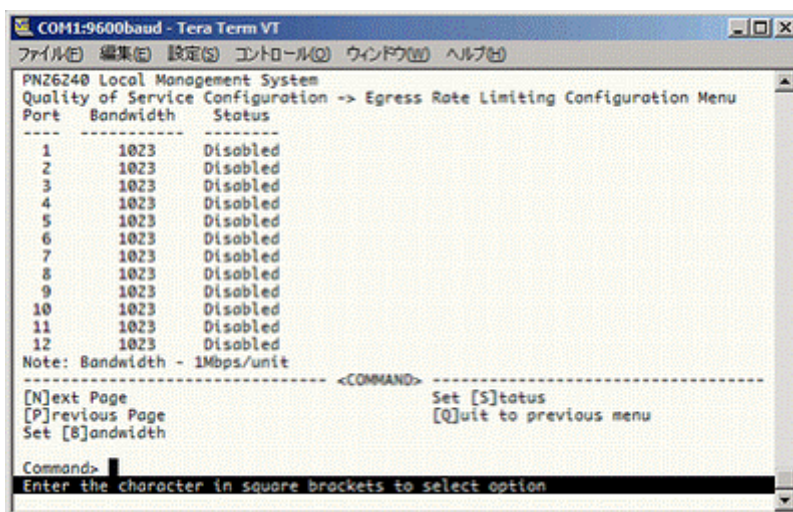 COM1:9600baud - Tera Term VT
ファイル(F) 編集(E) 設定(S) コントロール(O) ウィンドウ(W) ヘルプ(H)
PN26240 Local Management System
Quality of Service Configuration -> Egress Rate Limiting Configuration Menu
Port Bandwidth Status
---- ----------- --------
1 1023 Disabled
2 1023 Disabled
3 1023 Disabled
4 1023 Disabled
5 1023 Disabled
6 1023 Disabled
7 1023 Disabled
8 1023 Disabled
9 1023 Disabled
10 1023 Disabled
11 1023 Disabled
12 1023 Disabled
Note: Bandwidth - 1Mbps/unit
-------------------------------- <COMMAND> -----------------------------------
[N]ext Page Set [S]tatus
[P]revious Page [Q]uit to previous menu
Set [B]andwidth
Command>
Enter the character in square brackets to select option